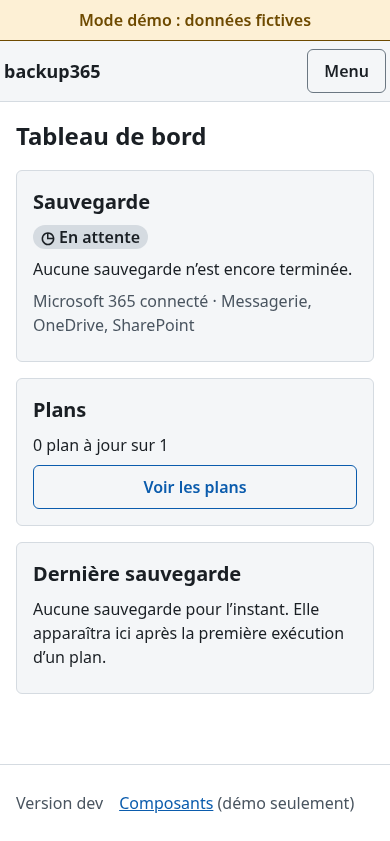 Mode démo : données fictives
backup365
Menu
Tableau de bord
Sauvegarde
En attente
Aucune sauvegarde n’est encore terminée.
Microsoft 365 connecté · Messagerie,
OneDrive, SharePoint
Plans
0 plan à jour sur 1
Voir les plans
Dernière sauvegarde
Aucune sauvegarde pour l’instant. Elle
apparaîtra ici après la première exécution
d’un plan.
Version dev Composants (démo seulement)